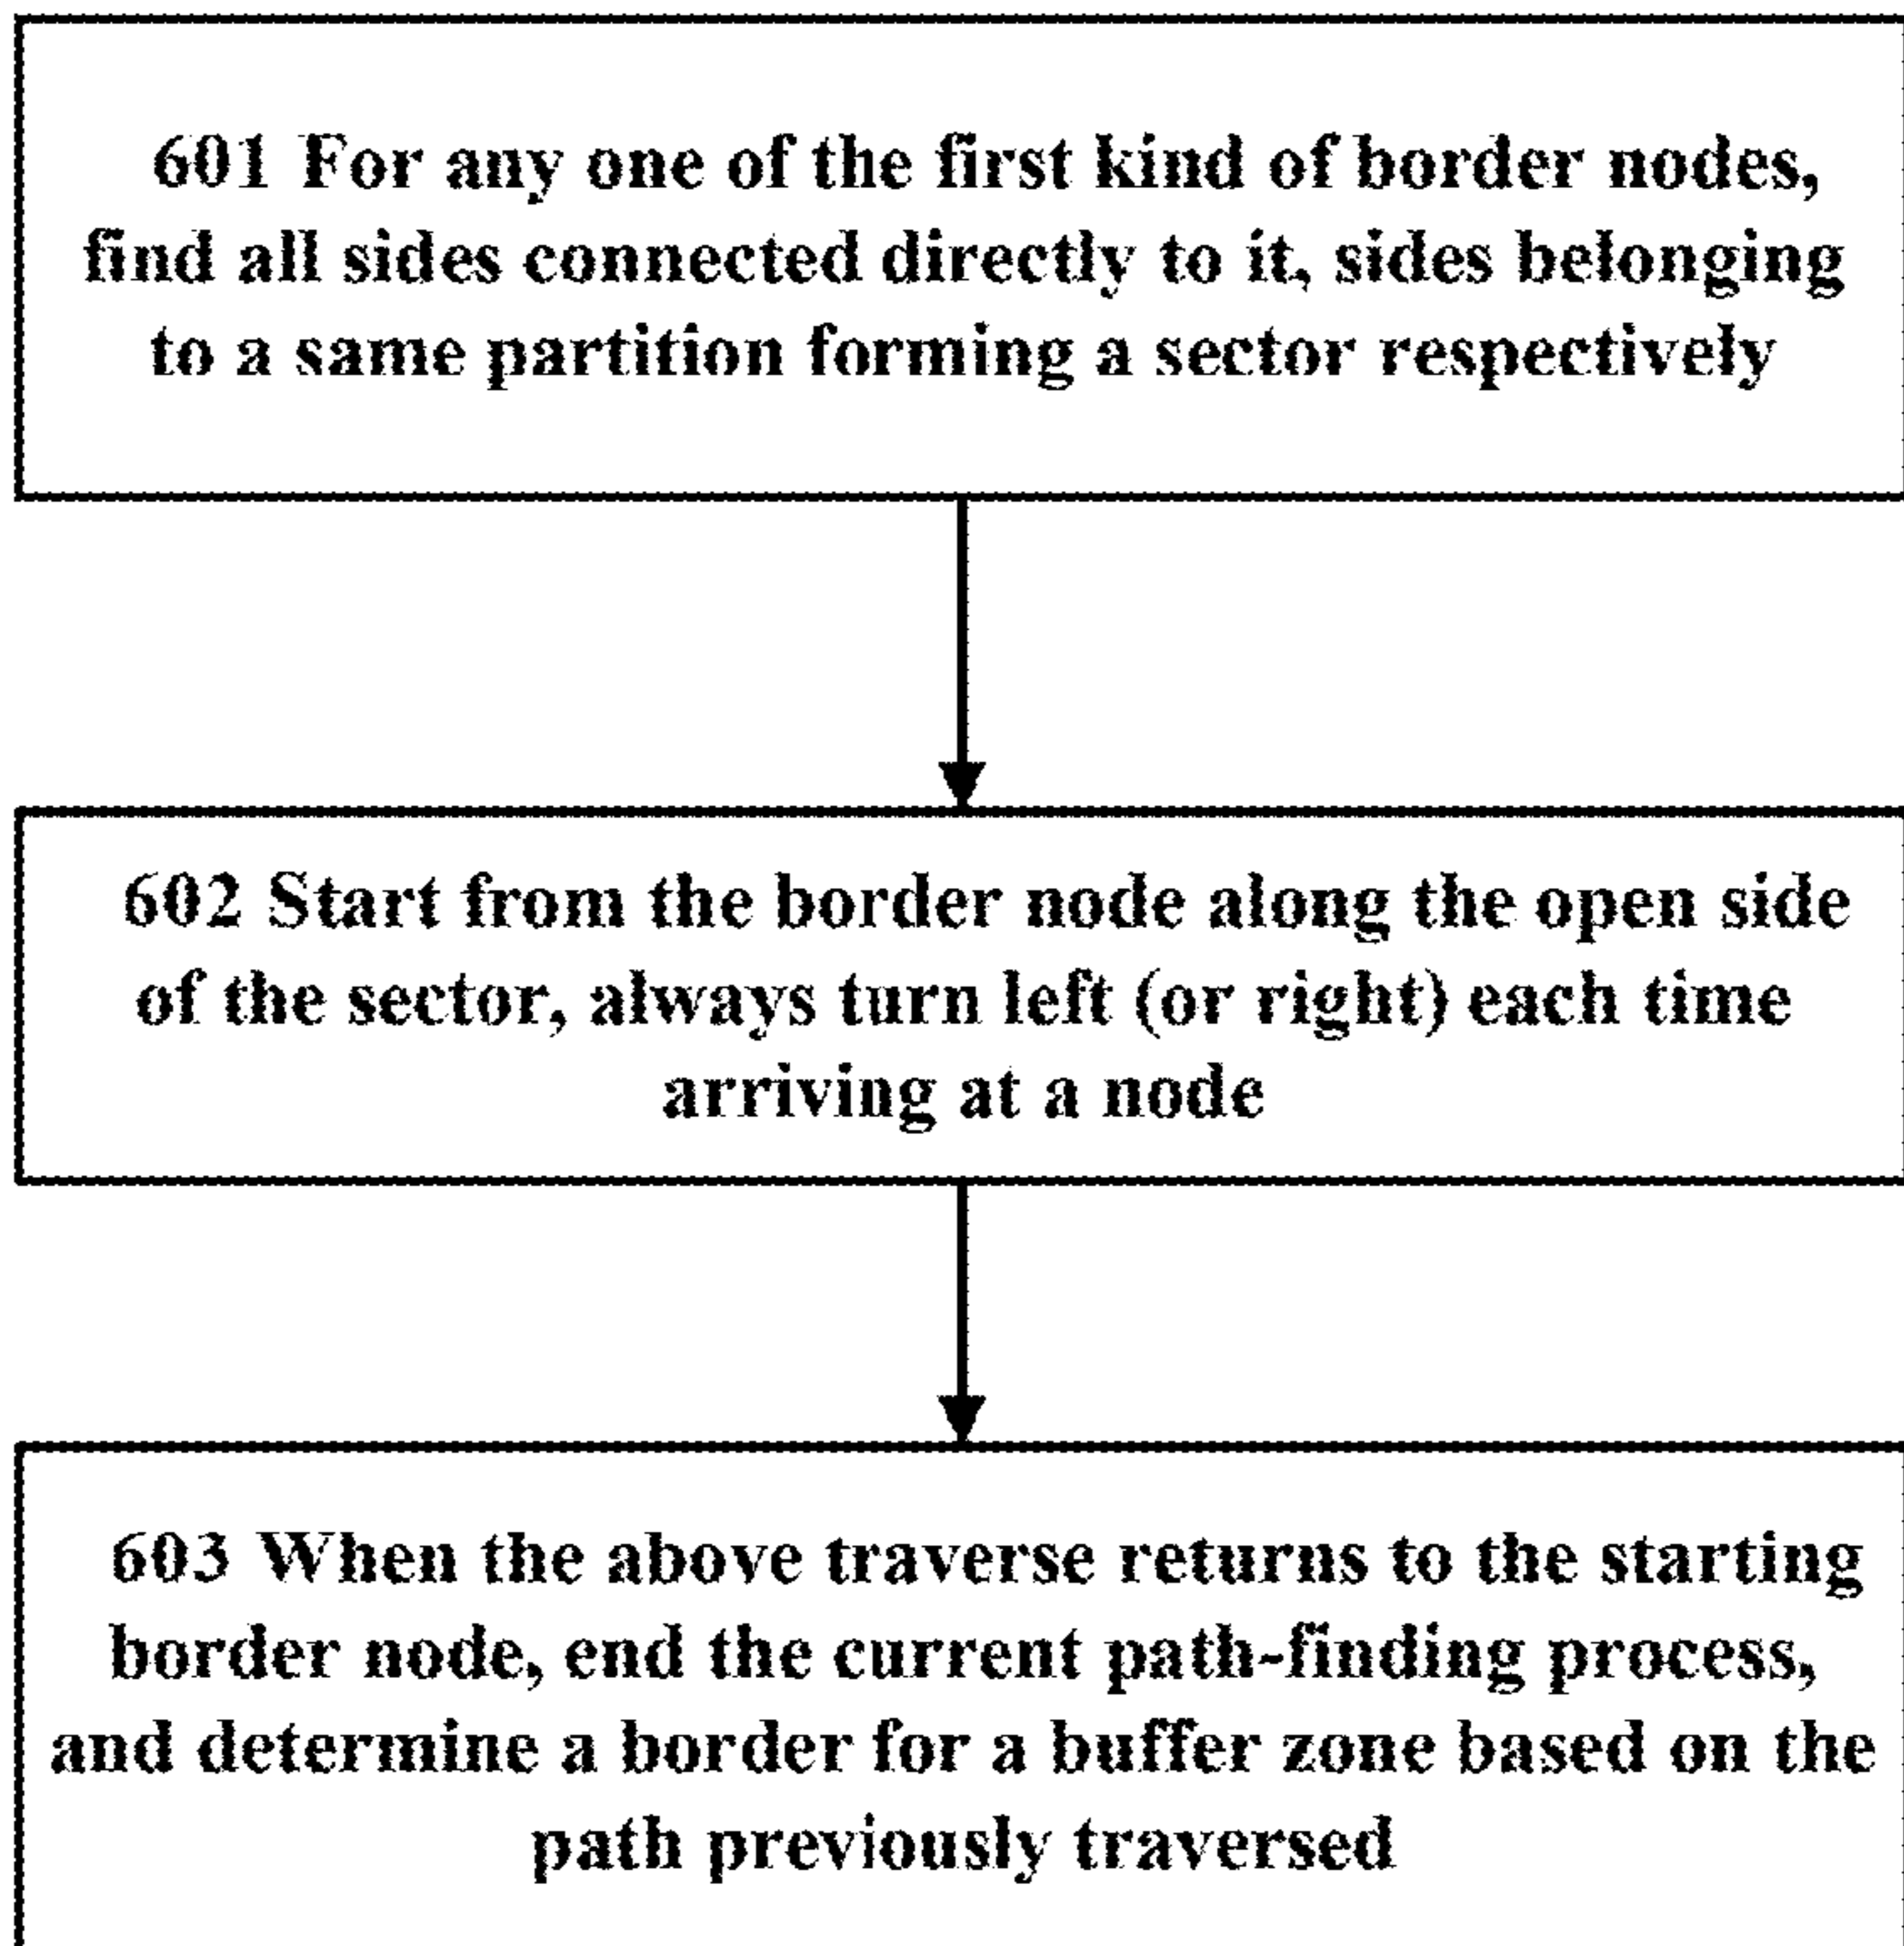 601 For any one of the first kind of border nodes,
find all sides connected directly to it, sides belonging
to a same partition forming a sector respectively
602 Start from the border node along the open side
of the sector, always turn left (or right) each time
arriving at a node
603 When the above traverse returns to the starting
border node, end the current path-finding process,
and determine a border for a buffer zone based on the
path previously traversed